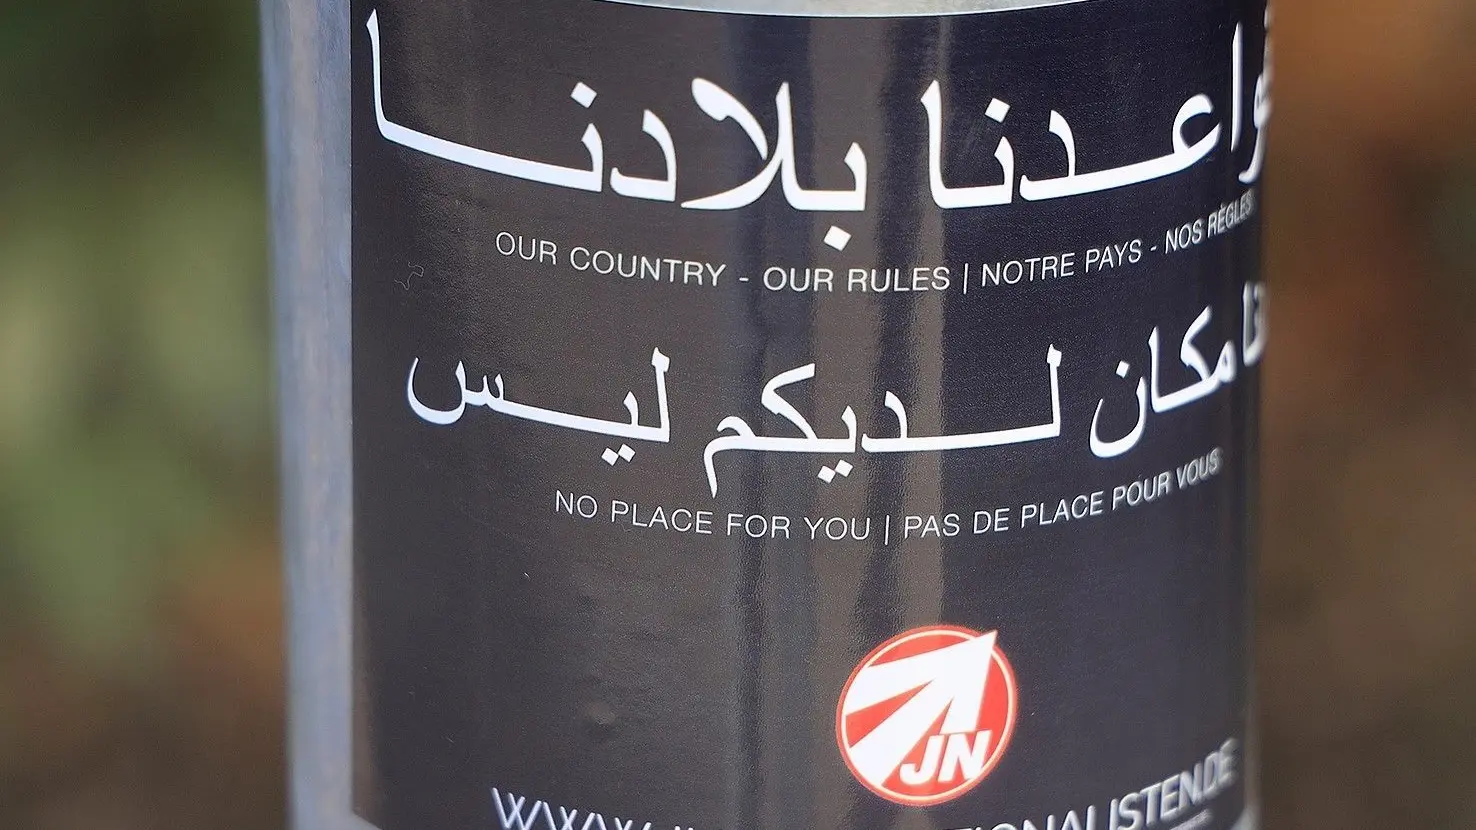 قواعدنا بلادنا
OUR COUNTRY - OUR RULES | NOTRE PAYS - NOS RÈGLES
مكان لديكم ليس
NO PLACE FOR YOU | PAS DE PLACE POUR VOUS
JN